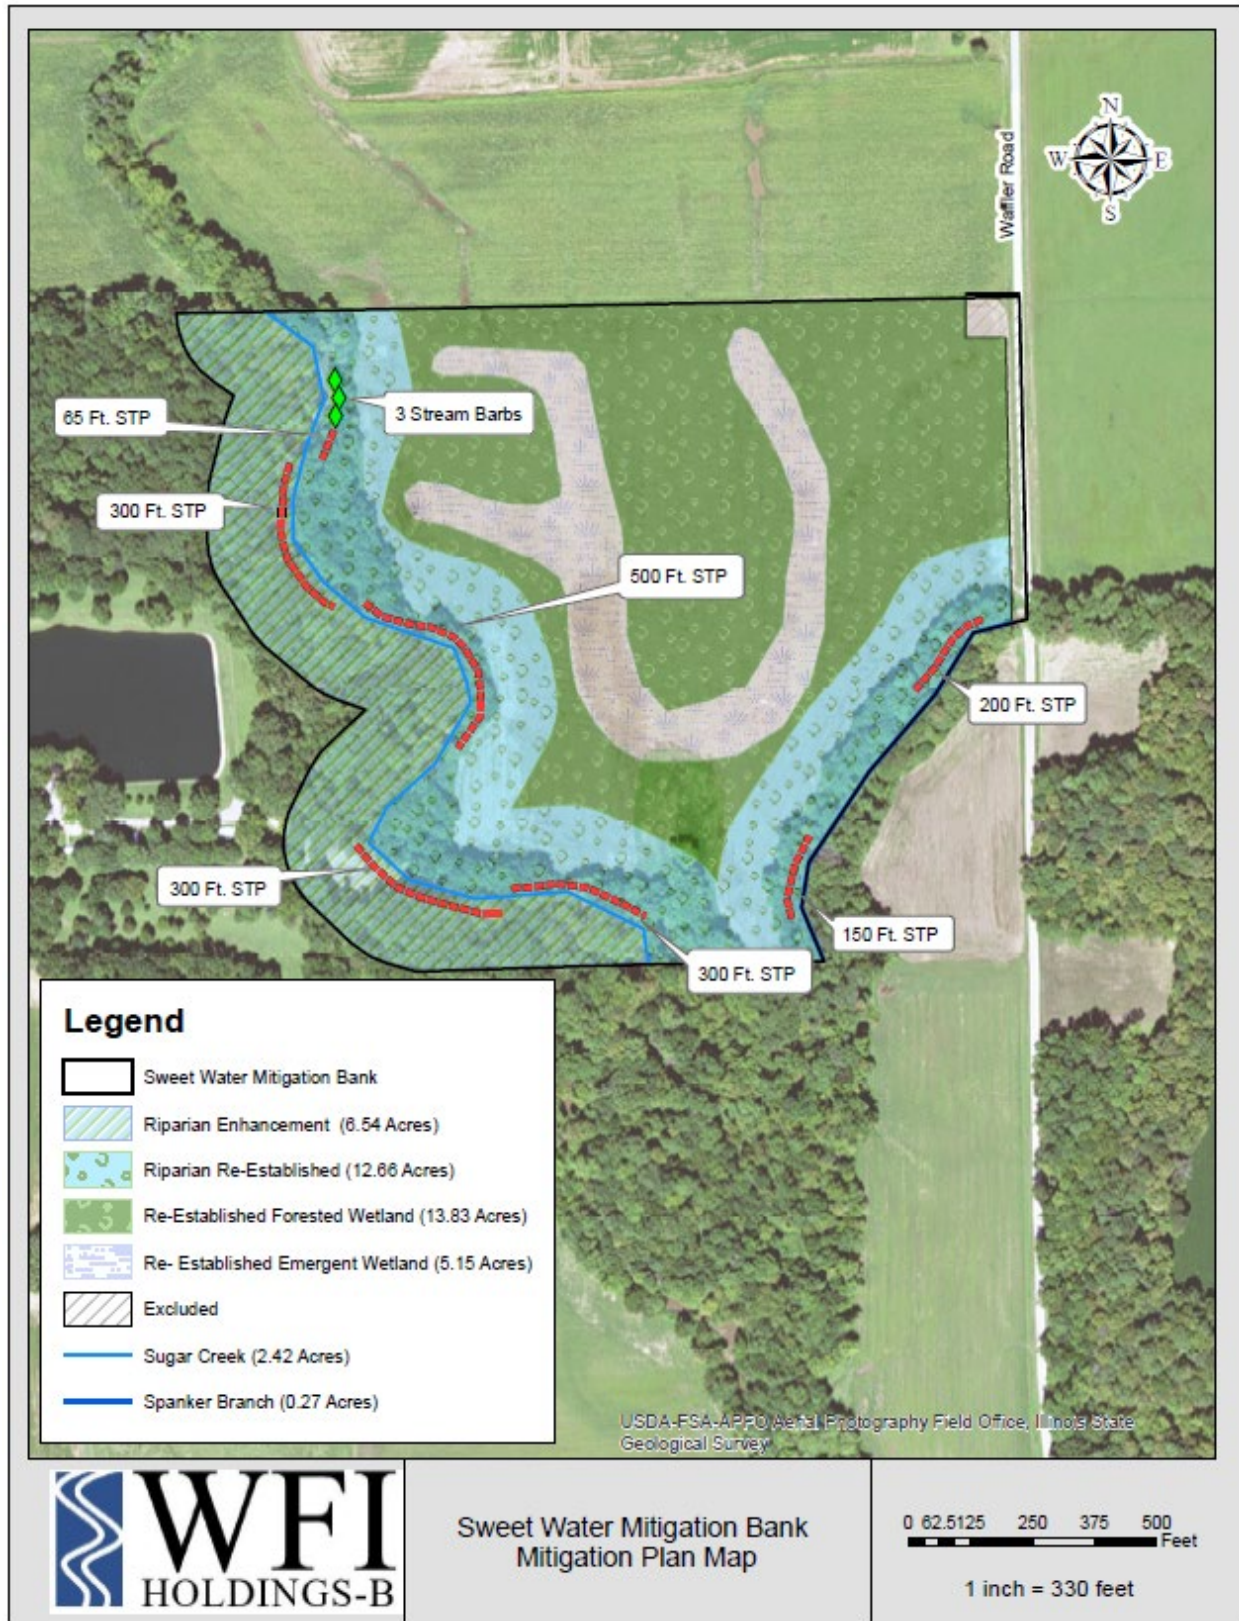 N
W E
S
Waffler Road
65 Ft. STP
3 Stream Barbs
300 Ft. STP
500 Ft. STP
200 Ft. STP
300 Ft. STP
150 Ft. STP
300 Ft. STP
Legend
Sweet Water Mitigation Bank
Riparian Enhancement (6.54 Acres)
Riparian Re-Established (12.66 Acres)
Re-Established Forested Wetland (13.83 Acres)
Re- Established Emergent Wetland (5.15 Acres)
Excluded
Sugar Creek (2.42 Acres)
Spanker Branch (0.27 Acres)
USDA-FSA-APFO Aerial Photography Field Office, Illinois State
Geological Survey
WFI
HOLDINGS-B
Sweet Water Mitigation Bank
Mitigation Plan Map
0 62.5125 250 375 500
Feet
1 inch = 330 feet